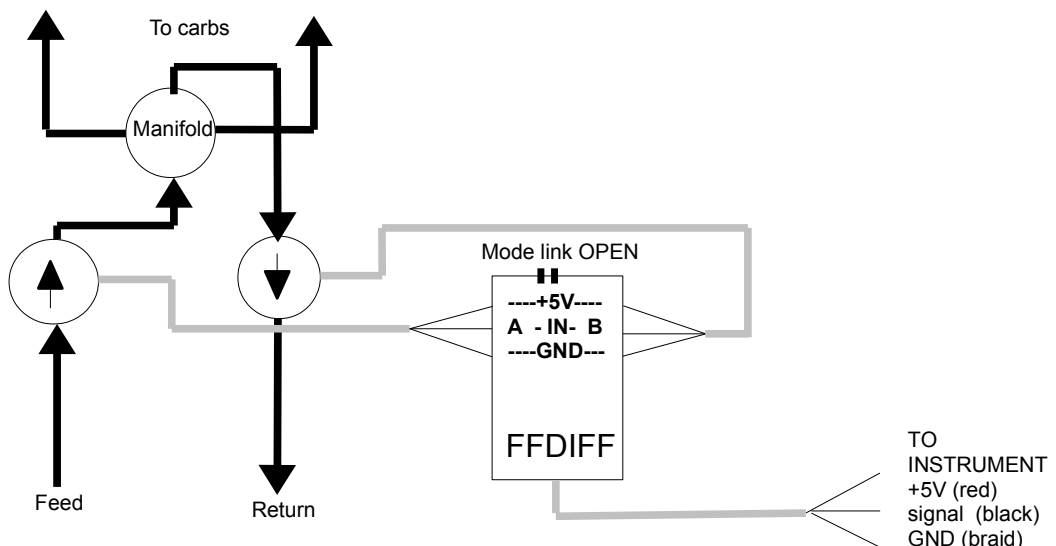 To carbs
Manifold
Mode link OPEN
----+5V----
A - IN- B
----GND---
FFDIFF
Feed
Return
TO
INSTRUMENT
+5V (red)
signal (black)
GND (braid)